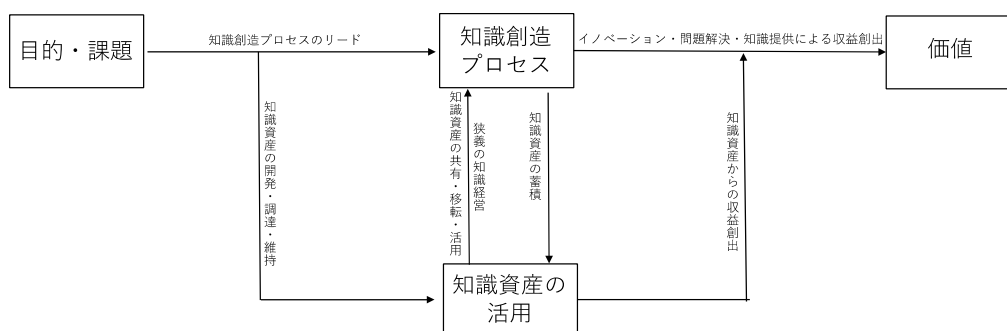 目的・課題
知識創造プロセスのリード
知識創造
プロセス
イノベーション・問題解決・知識提供による収益創出
価値
知識資産の開発・調達・維持
知識資産の共有・移転・活用
狭義の知識経営
知識資産の蓄積
知識資産からの収益創出
知識資産の
活用